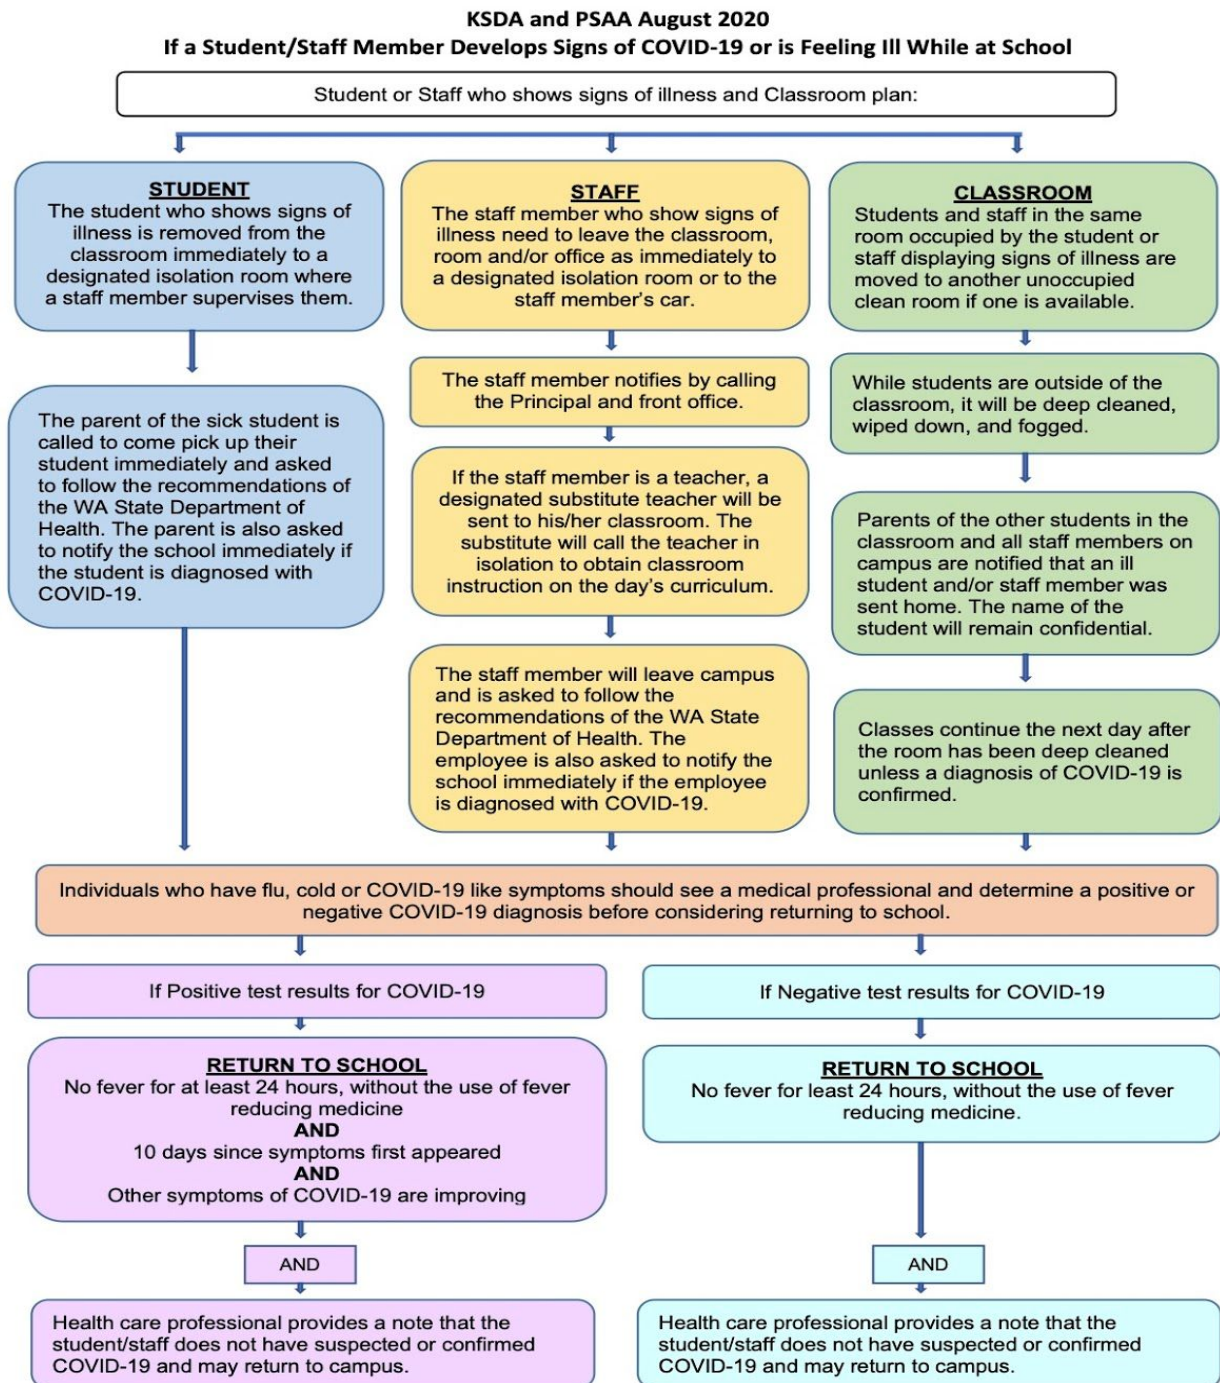 KSDA and PSAA August 2020
If a Student/Staff Member Develops Signs of COVID-19 or is Feeling Ill While at School
Student or Staff who shows signs of illness and Classroom plan:
STUDENT
The student who shows signs of
illness is removed from the
classroom immediately to a
designated isolation room where
a staff member supervises them.
The parent of the sick student is
called to come pick up their
student immediately and asked
to follow the recommendations of
the WA State Department of
Health. The parent is also asked
to notify the school immediately if
the student is diagnosed with
COVID-19.
STAFF
The staff member who show signs of
illness need to leave the classroom,
room and/or office as immediately to
a designated isolation room or to the
staff member's car.
The staff member notifies by calling
the Principal and front office.
If the staff member is a teacher, a
designated substitute teacher will be
sent to his/her classroom. The
substitute will call the teacher in
isolation to obtain classroom
instruction on the day's curriculum.
The staff member will leave campus
and is asked to follow the
recommendations of the WA State
Department of Health. The
employee is also asked to notify the
school immediately if the employee
is diagnosed with COVID-19.
CLASSROOM
Students and staff in the same
room occupied by the student or
staff displaying signs of illness are
moved to another unoccupied
clean room if one is available.
While students are outside of the
classroom, it will be deep cleaned,
wiped down, and fogged.
Parents of the other students in the
classroom and all staff members on
campus are notified that an ill
student and/or staff member was
sent home. The name of the
student will remain confidential.
Classes continue the next day after
the room has been deep cleaned
unless a diagnosis of COVID-19 is
confirmed.
Individuals who have flu, cold or COVID-19 like symptoms should see a medical professional and determine a positive or
negative COVID-19 diagnosis before considering returning to school.
If Positive test results for COVID-19
RETURN TO SCHOOL
No fever for at least 24 hours, without the use of fever
reducing medicine
AND
10 days since symptoms first appeared
AND
Other symptoms of COVID-19 are improving
AND
Health care professional provides a note that the
student/staff does not have suspected or confirmed
COVID-19 and may return to campus.
If Negative test results for COVID-19
RETURN TO SCHOOL
No fever for least 24 hours, without the use of fever
reducing medicine.
AND
Health care professional provides a note that the
student/staff does not have suspected or confirmed
COVID-19 and may return to campus.